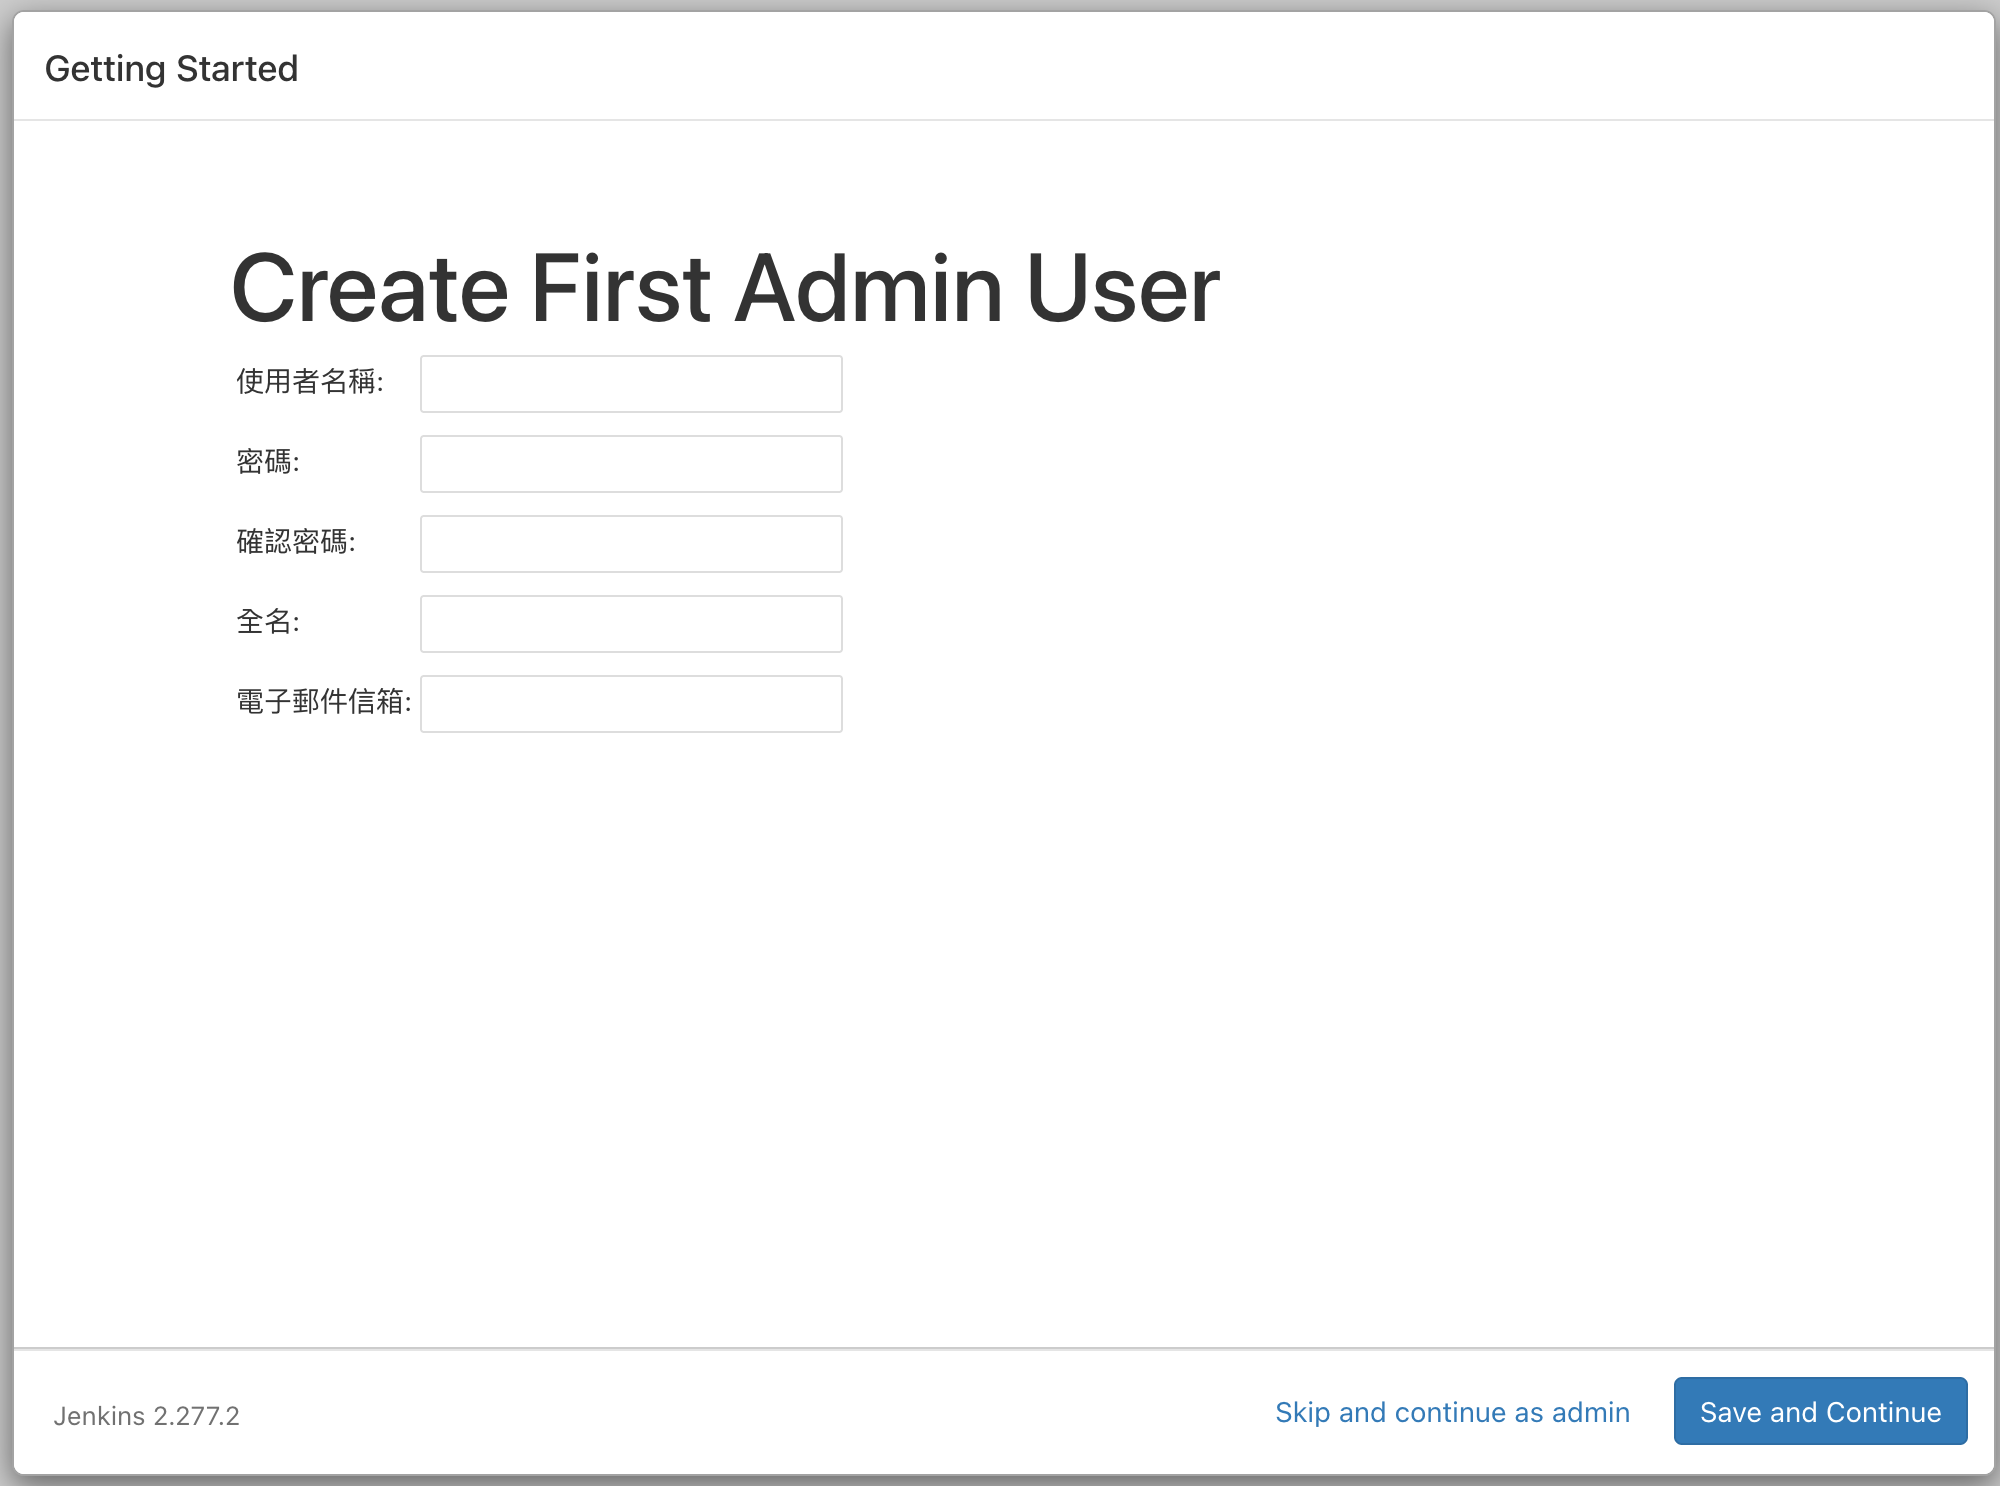 Getting Started
Create First Admin User
使用者名稱:
密碼:
確認密碼:
全名:
電子郵件信箱:
Jenkins 2.277.2
Skip and continue as admin
Save and Continue